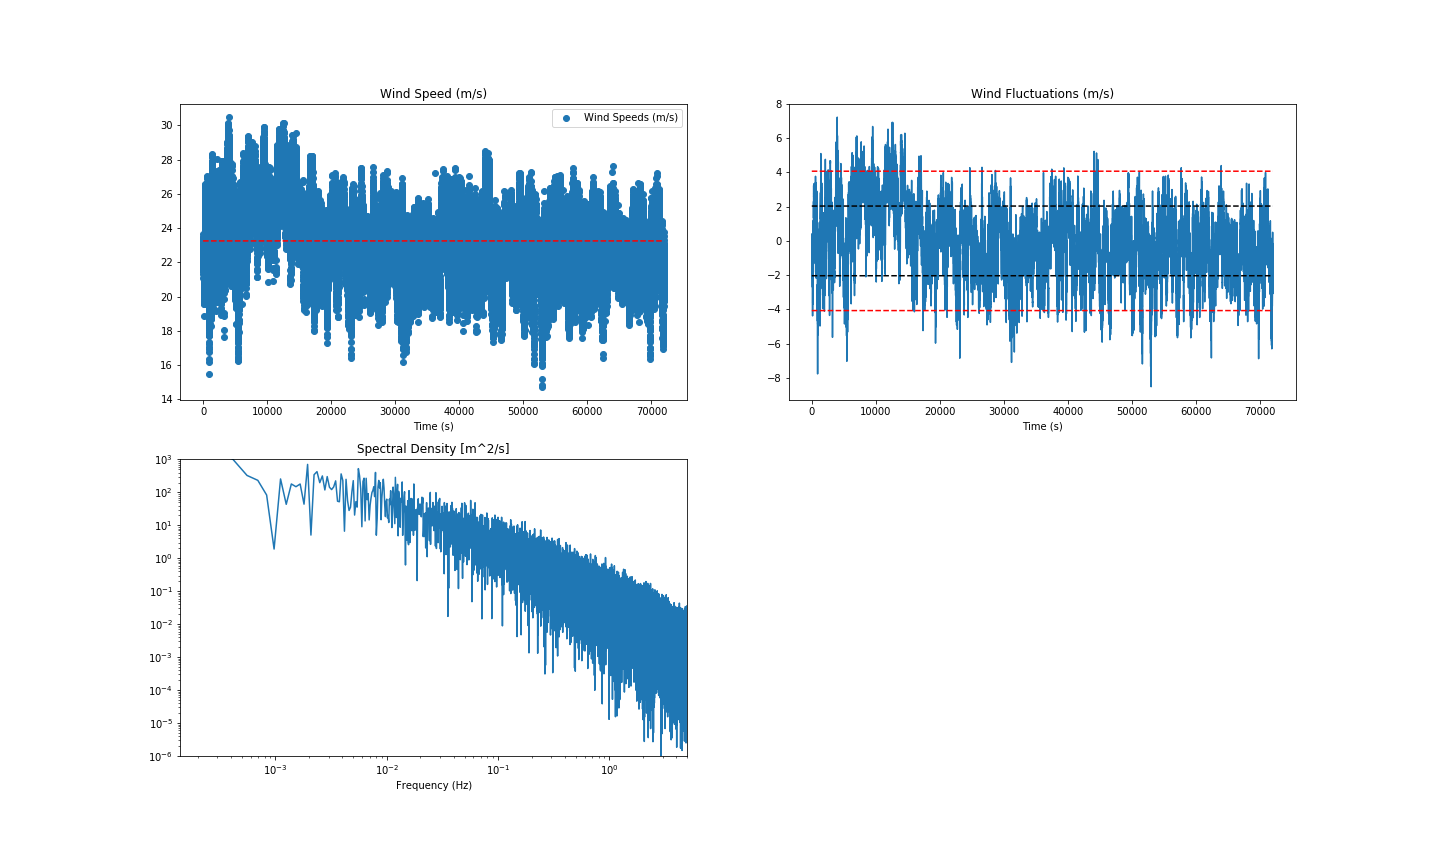 Wind Speed (m/s)
Wind Speeds (m/s)
30
28
26
24
22
20
18
16
14
0 10000 20000 30000 40000 50000 60000 70000
Time (s)
Wind Fluctuations (m/s)
8
6
4
2
0
−2
−4
−6
−8
0 10000 20000 30000 40000 50000 60000 70000
Time (s)
Spectral Density [m^2/s]
10³
10²
10¹
10⁰
10⁻¹
10⁻²
10⁻³
10⁻⁴
10⁻⁵
10⁻⁶
10⁻³ 10⁻² 10⁻¹ 10⁰
Frequency (Hz)